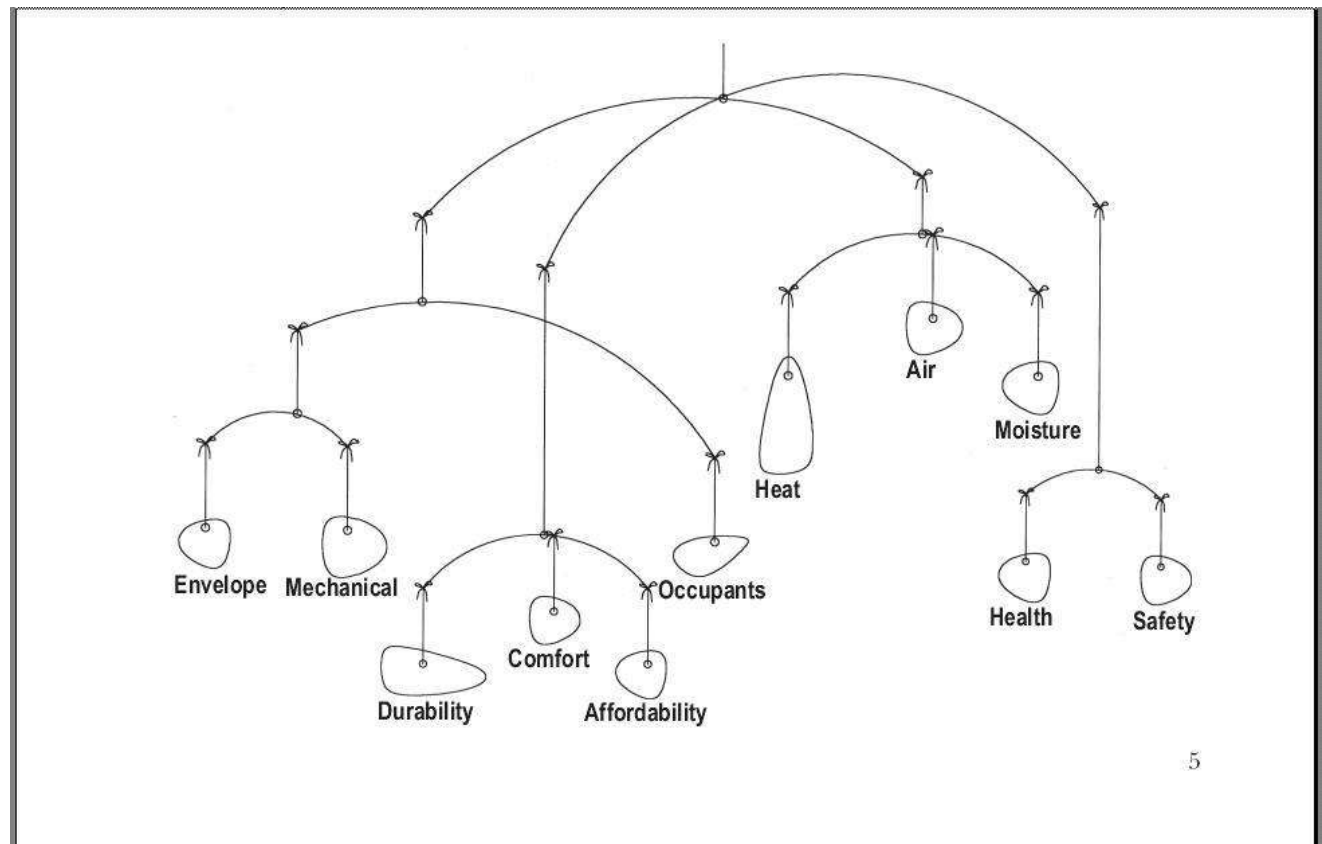 Air
Moisture
Heat
Envelope
Mechanical
Occupants
Health
Safety
Comfort
Durability
Affordability
5